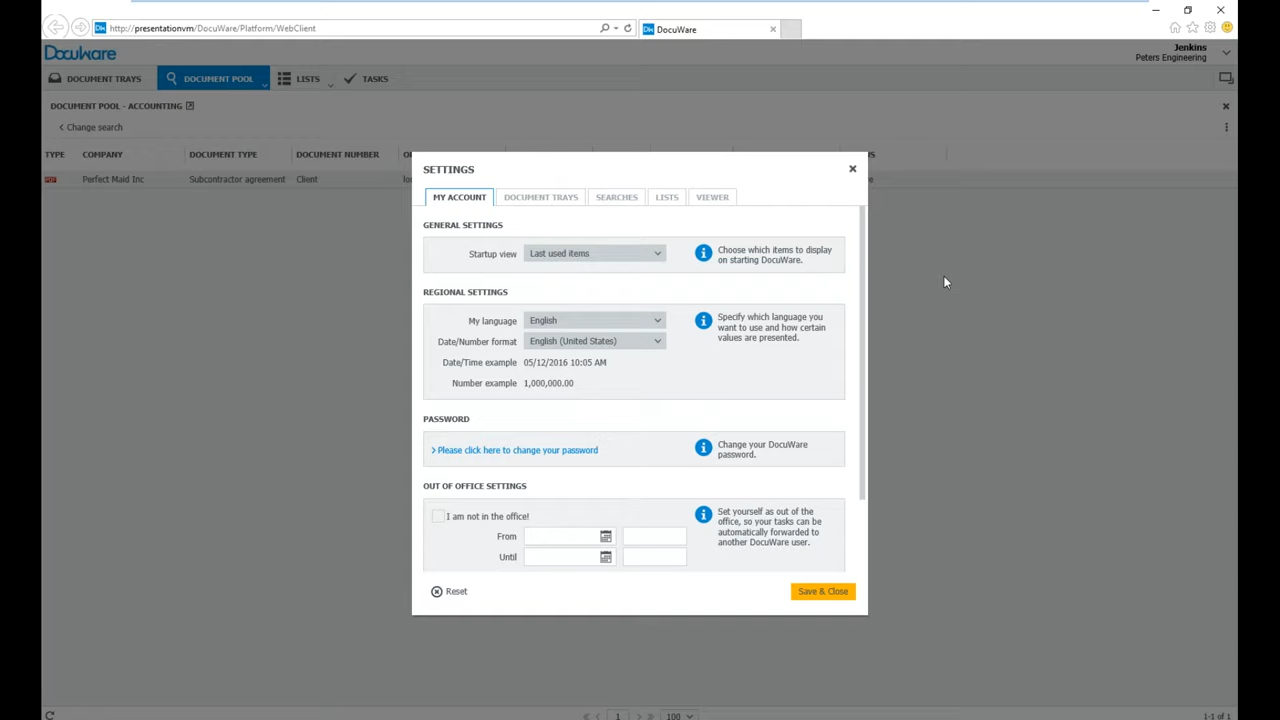 http://presentationvm/DocuWare/Platform/WebClient
DocuWare
DocuWare
Jenkins
Peters Engineering
DOCUMENT TRAYS
DOCUMENT POOL
LISTS
TASKS
DOCUMENT POOL - ACCOUNTING
Change search
TYPE COMPANY DOCUMENT TYPE DOCUMENT NUMBER
Perfect Maid Inc Subcontractor agreement Client
SETTINGS
MY ACCOUNT DOCUMENT TRAYS SEARCHES LISTS VIEWER
GENERAL SETTINGS
Startup view Last used items
Choose which items to display
on starting DocuWare.
REGIONAL SETTINGS
My language English
Date/Number format English (United States)
Date/Time example 05/12/2016 10:05 AM
Number example 1,000,000.00
Specify which language you
want to use and how certain
values are presented.
PASSWORD
Please click here to change your password
Change your DocuWare
password.
OUT OF OFFICE SETTINGS
I am not in the office!
From
Until
Set yourself as out of the
office, so your tasks can be
automatically forwarded to
another DocuWare user.
Reset
Save & Close
1
100
1-1 of 1